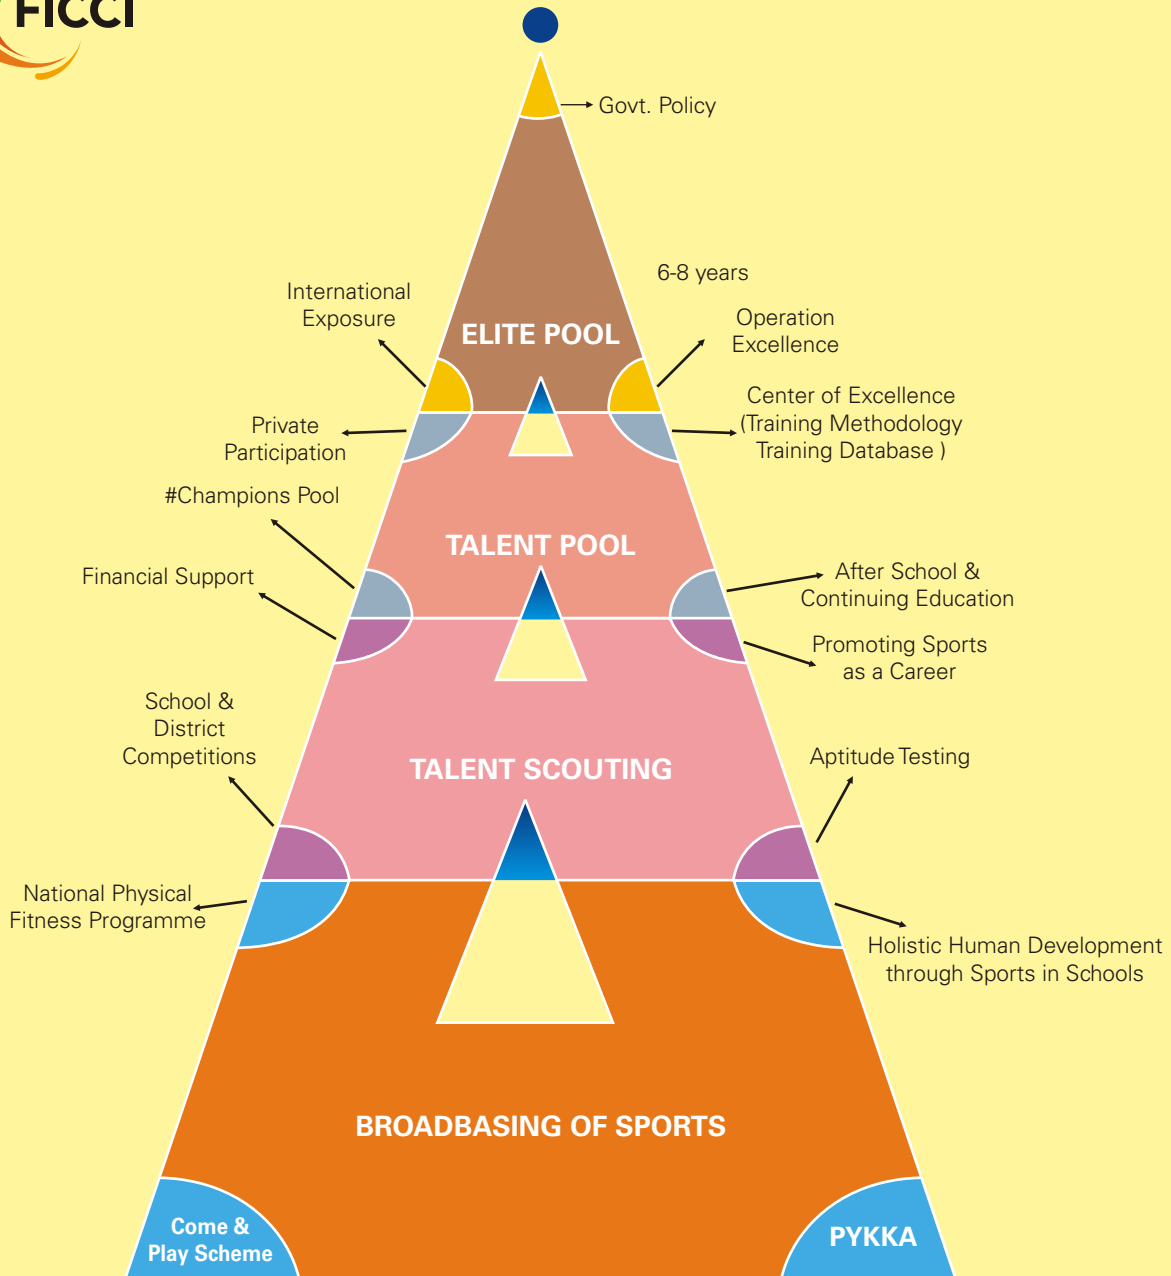 FICCI
Govt. Policy
6-8 years
International
Exposure
Operation
Excellence
ELITE POOL
Center of Excellence
(Training Methodology
Training Database )
Private
Participation
#Champions Pool
TALENT POOL
Financial Support
After School &
Continuing Education
Promoting Sports
as a Career
School &
District
Competitions
Aptitude Testing
TALENT SCOUTING
National Physical
Fitness Programme
Holistic Human Development
through Sports in Schools
BROADBASING OF SPORTS
Come &
Play Scheme
PYKKA